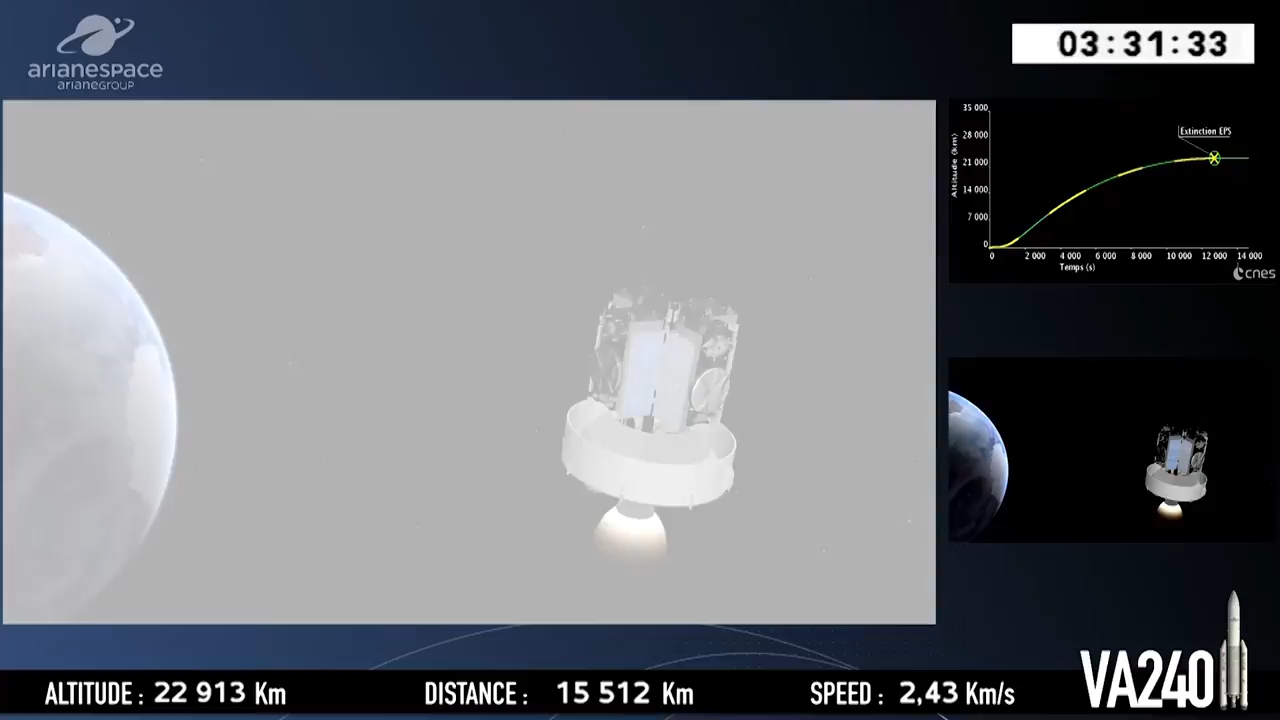 arianespace
arianeGROUP
03:31:33
35 000
28 000
21 000
14 000
7 000
0
Altitude (km)
Extinction EPS
0 2 000 4 000 6 000 8 000 10 000 12 000 14 000
Temps (s)
cnes
VA240
ALTITUDE : 22 913 Km DISTANCE : 15 512 Km SPEED : 2,43 Km/s